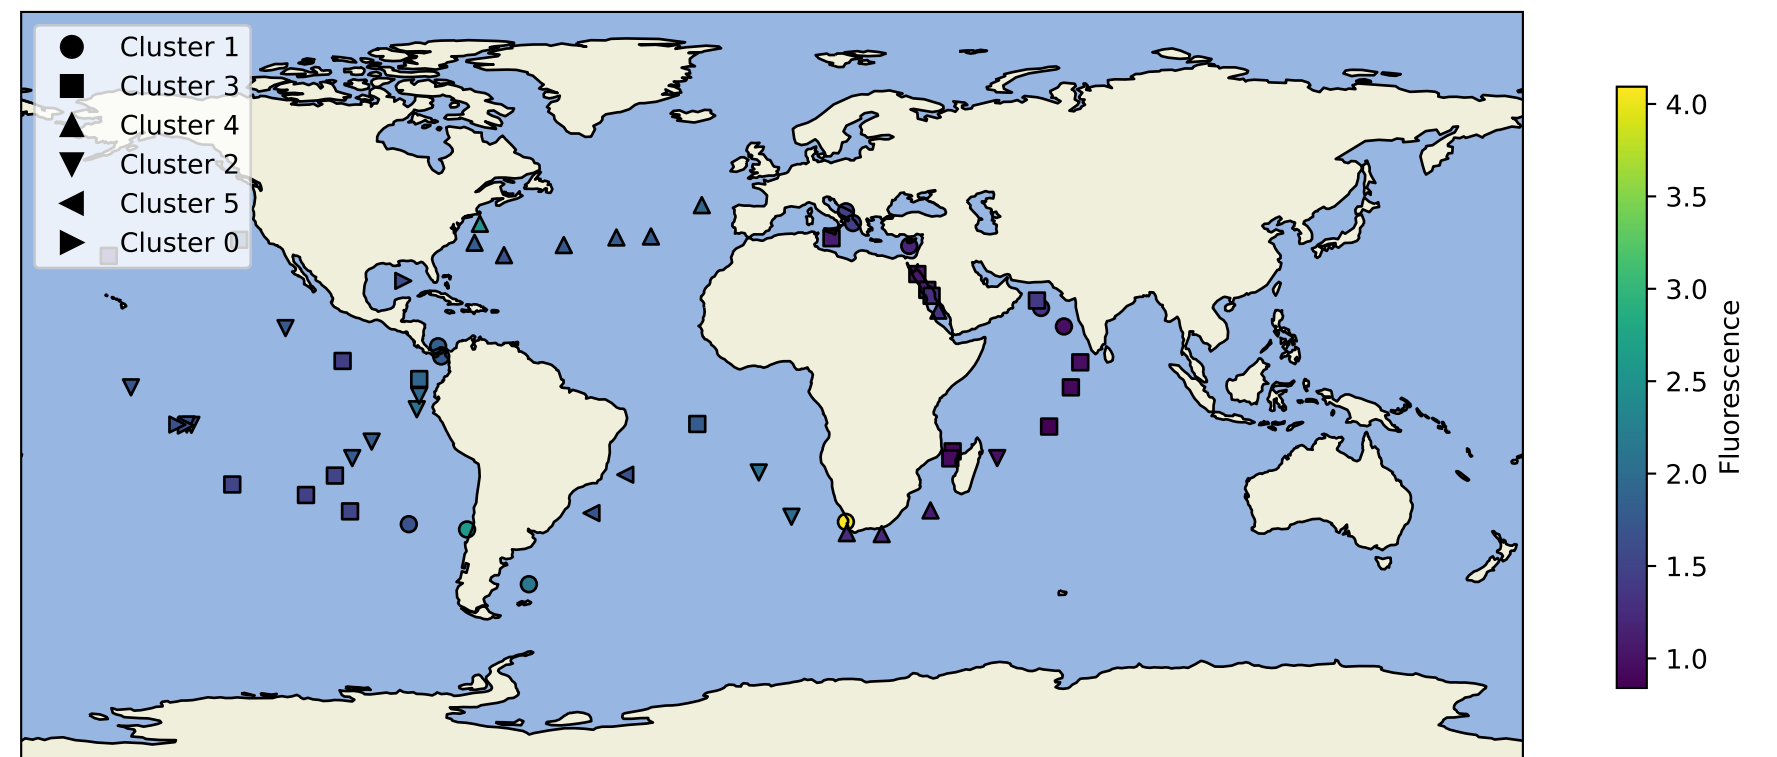 Cluster 1
Cluster 3
Cluster 4
Cluster 2
Cluster 5
Cluster 0
4.0
3.5
3.0
2.5
2.0
1.5
1.0
Fluorescence